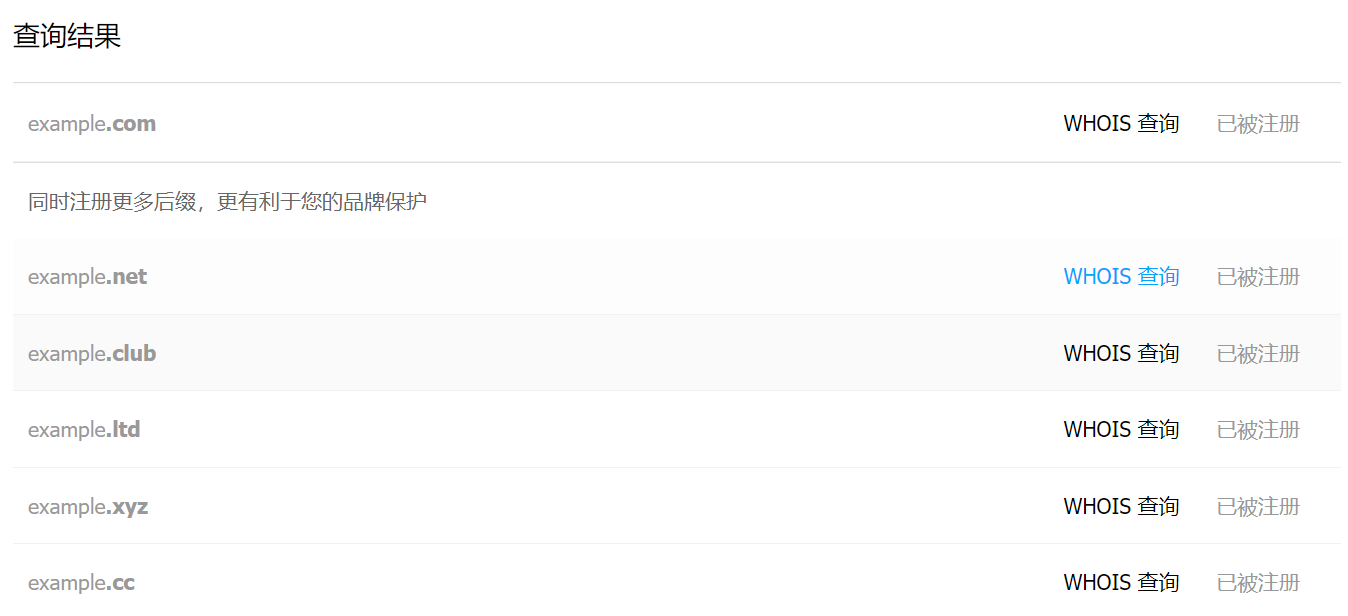 查询结果
example.com WHOIS 查询 已被注册
同时注册更多后缀，更有利于您的品牌保护
example.net WHOIS 查询 已被注册
example.club WHOIS 查询 已被注册
example.ltd WHOIS 查询 已被注册
example.xyz WHOIS 查询 已被注册
example.cc WHOIS 查询 已被注册